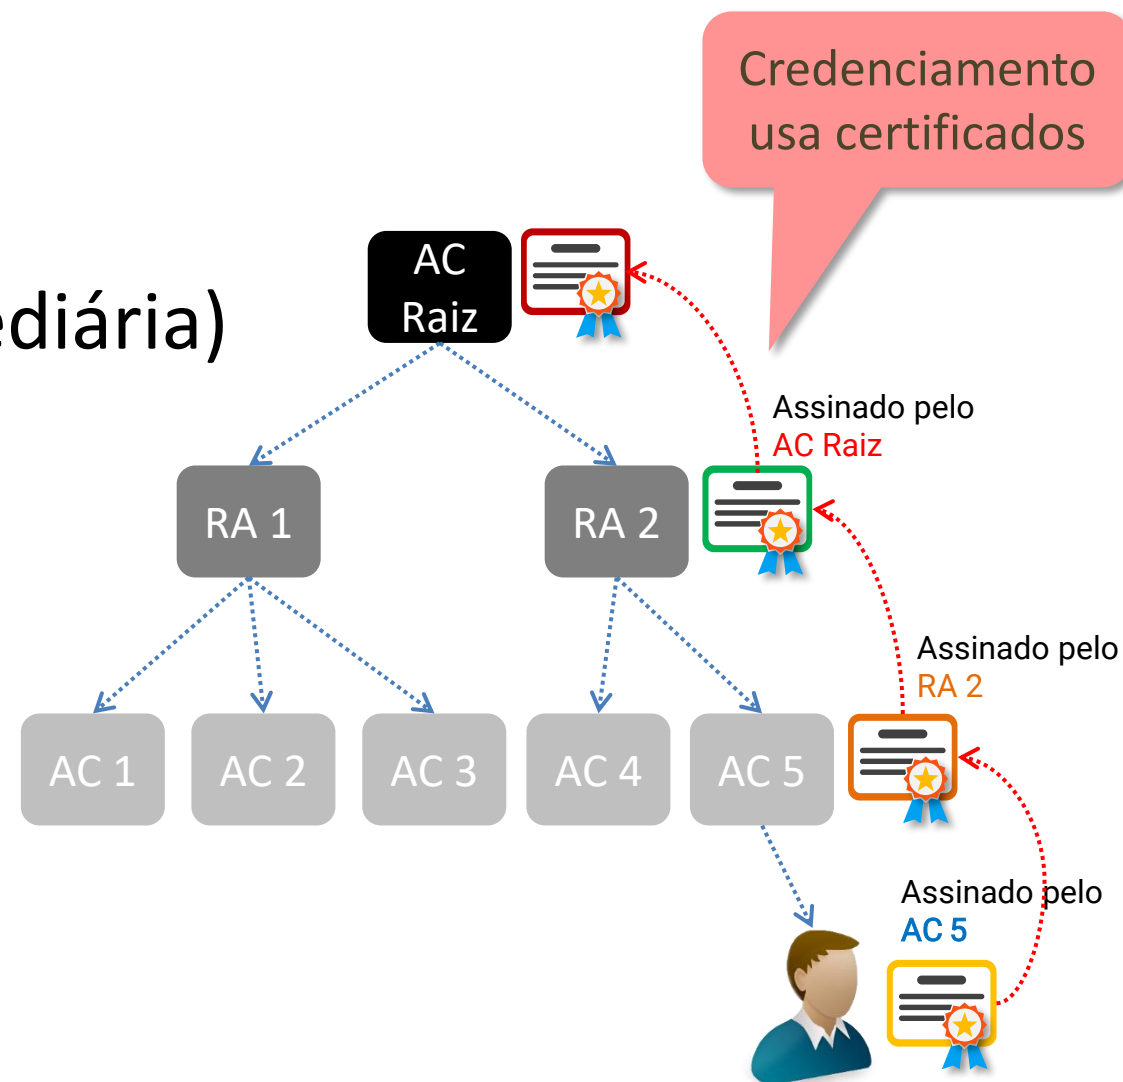 Credenciamento
usa certificados
AC
Raiz
ediária)
Assinado pelo
AC Raiz
RA 1
RA 2
Assinado pelo
RA 2
AC 1
AC 2
AC 3
AC 4
AC 5
Assinado pelo
AC 5